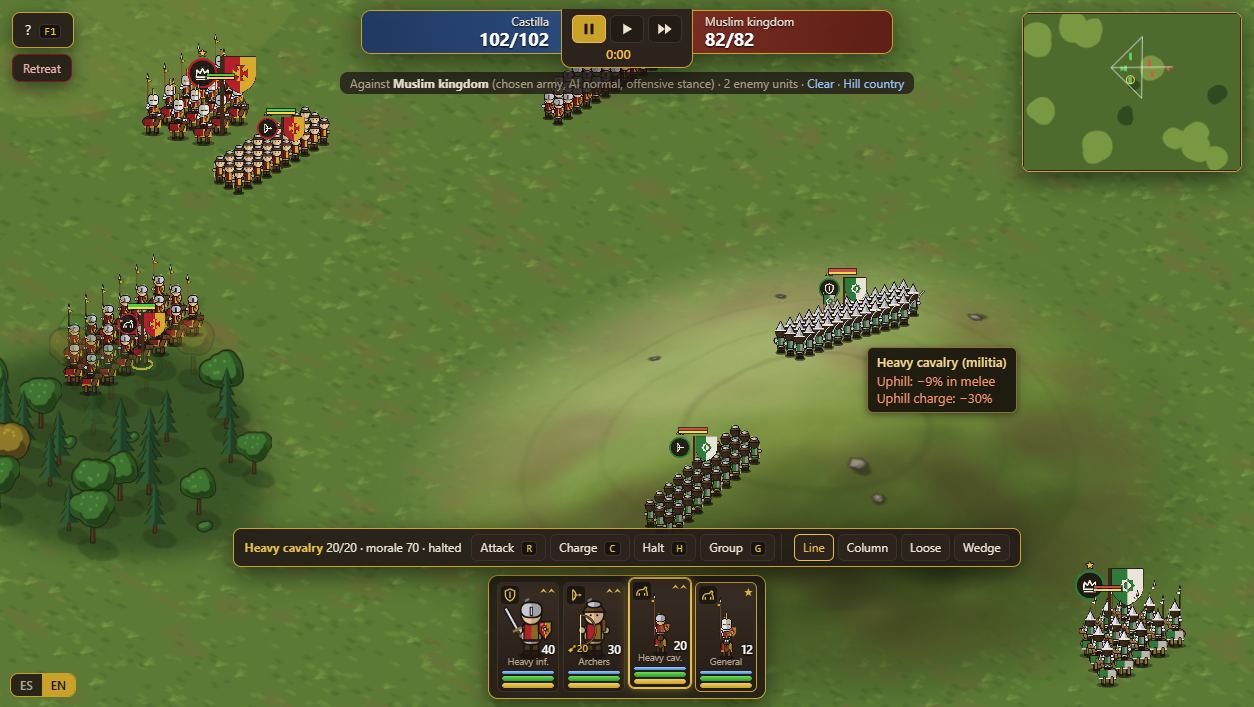 ? F1
Retreat
Castilla
102/102
0:00
Muslim kingdom
82/82
Against Muslim kingdom (chosen army, AI normal, offensive stance) · 2 enemy units · Clear · Hill country
Heavy cavalry (militia)
Uphill: −9% in melee
Uphill charge: −30%
Heavy cavalry 20/20 · morale 70 · halted
Attack R
Charge C
Halt H
Group G
Line
Column
Loose
Wedge
40
Heavy inf.
20
30
Archers
20
Heavy cav.
12
General
ES EN